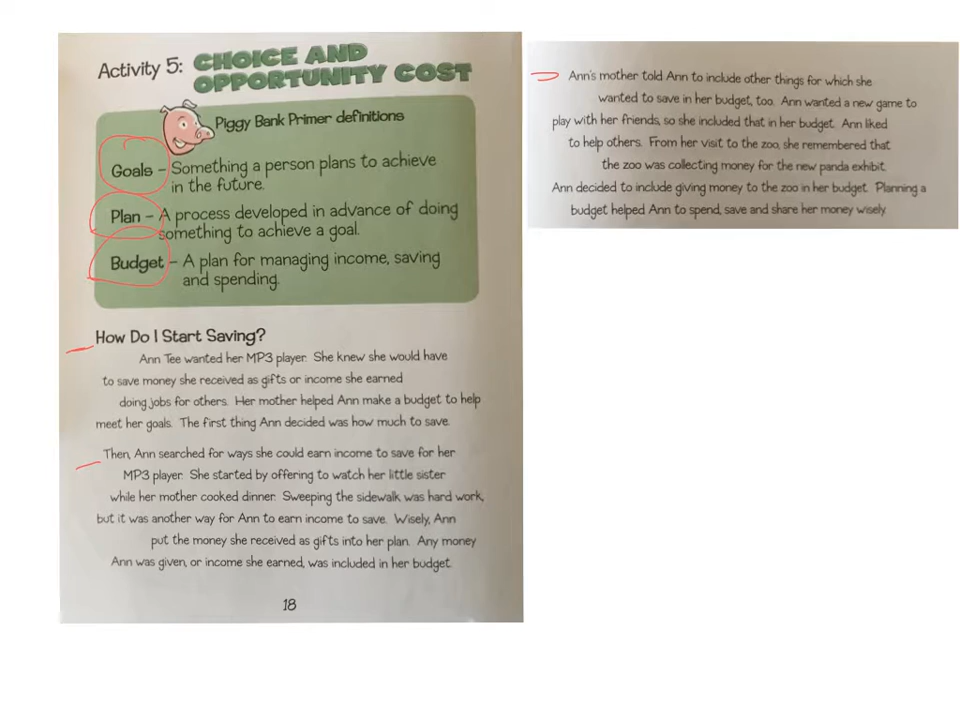 Activity 5: CHOICE AND
OPPORTUNITY COST
Piggy Bank Primer definitions
Goals – Something a person plans to achieve
in the future.
Plan – A process developed in advance of doing
something to achieve a goal.
Budget – A plan for managing income, saving
and spending.
How Do I Start Saving?
Ann Tee wanted her MP3 player. She knew she would have
to save money she received as gifts or income she earned
doing jobs for others. Her mother helped Ann make a budget to help
meet her goals. The first thing Ann decided was how much to save.
Then, Ann searched for ways she could earn income to save for her
MP3 player. She started by offering to watch her little sister
while her mother cooked dinner. Sweeping the sidewalk was hard work,
but it was another way for Ann to earn income to save. Wisely, Ann
put the money she received as gifts into her plan. Any money
Ann was given, or income she earned, was included in her budget.
18
Ann's mother told Ann to include other things for which she
wanted to save in her budget, too. Ann wanted a new game to
play with her friends, so she included that in her budget. Ann liked
to help others. From her visit to the zoo, she remembered that
the zoo was collecting money for the new panda exhibit.
Ann decided to include giving money to the zoo in her budget. Planning a
budget helped Ann to spend, save and share her money wisely